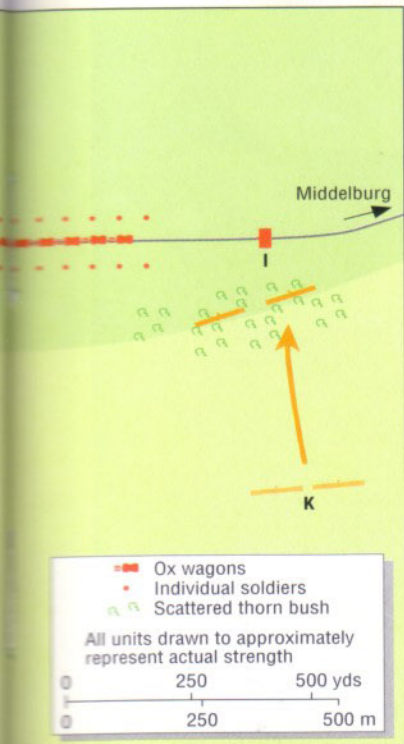 Middelburg
I
K
Ox wagons
Individual soldiers
Scattered thorn bush
All units drawn to approximately
represent actual strength
0 250 500 yds
0 250 500 m